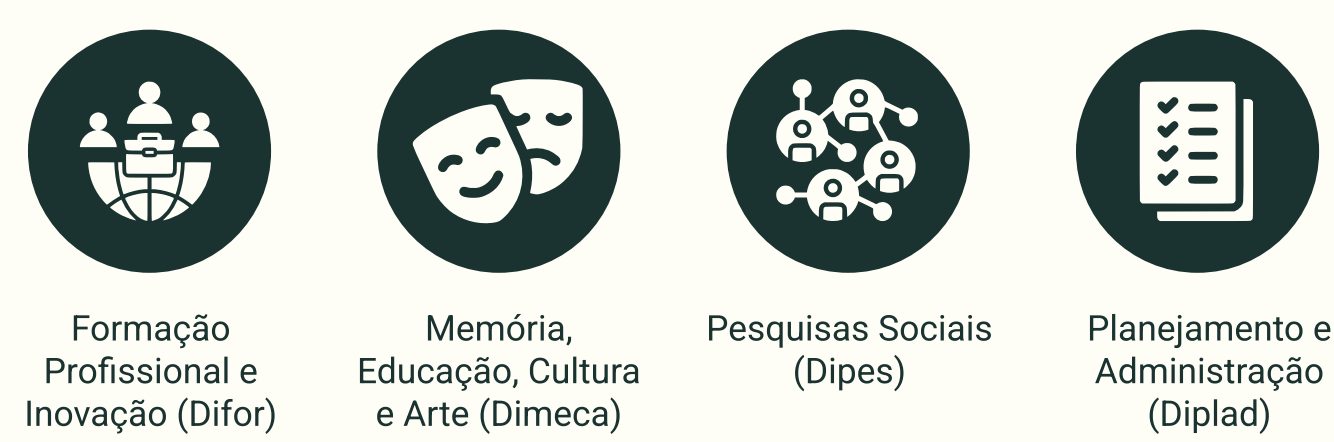 Formação
Profissional e
Inovação (Difor)
Memória,
Educação, Cultura
e Arte (Dimeca)
Pesquisas Sociais
(Dipes)
Planejamento e
Administração
(Diplad)